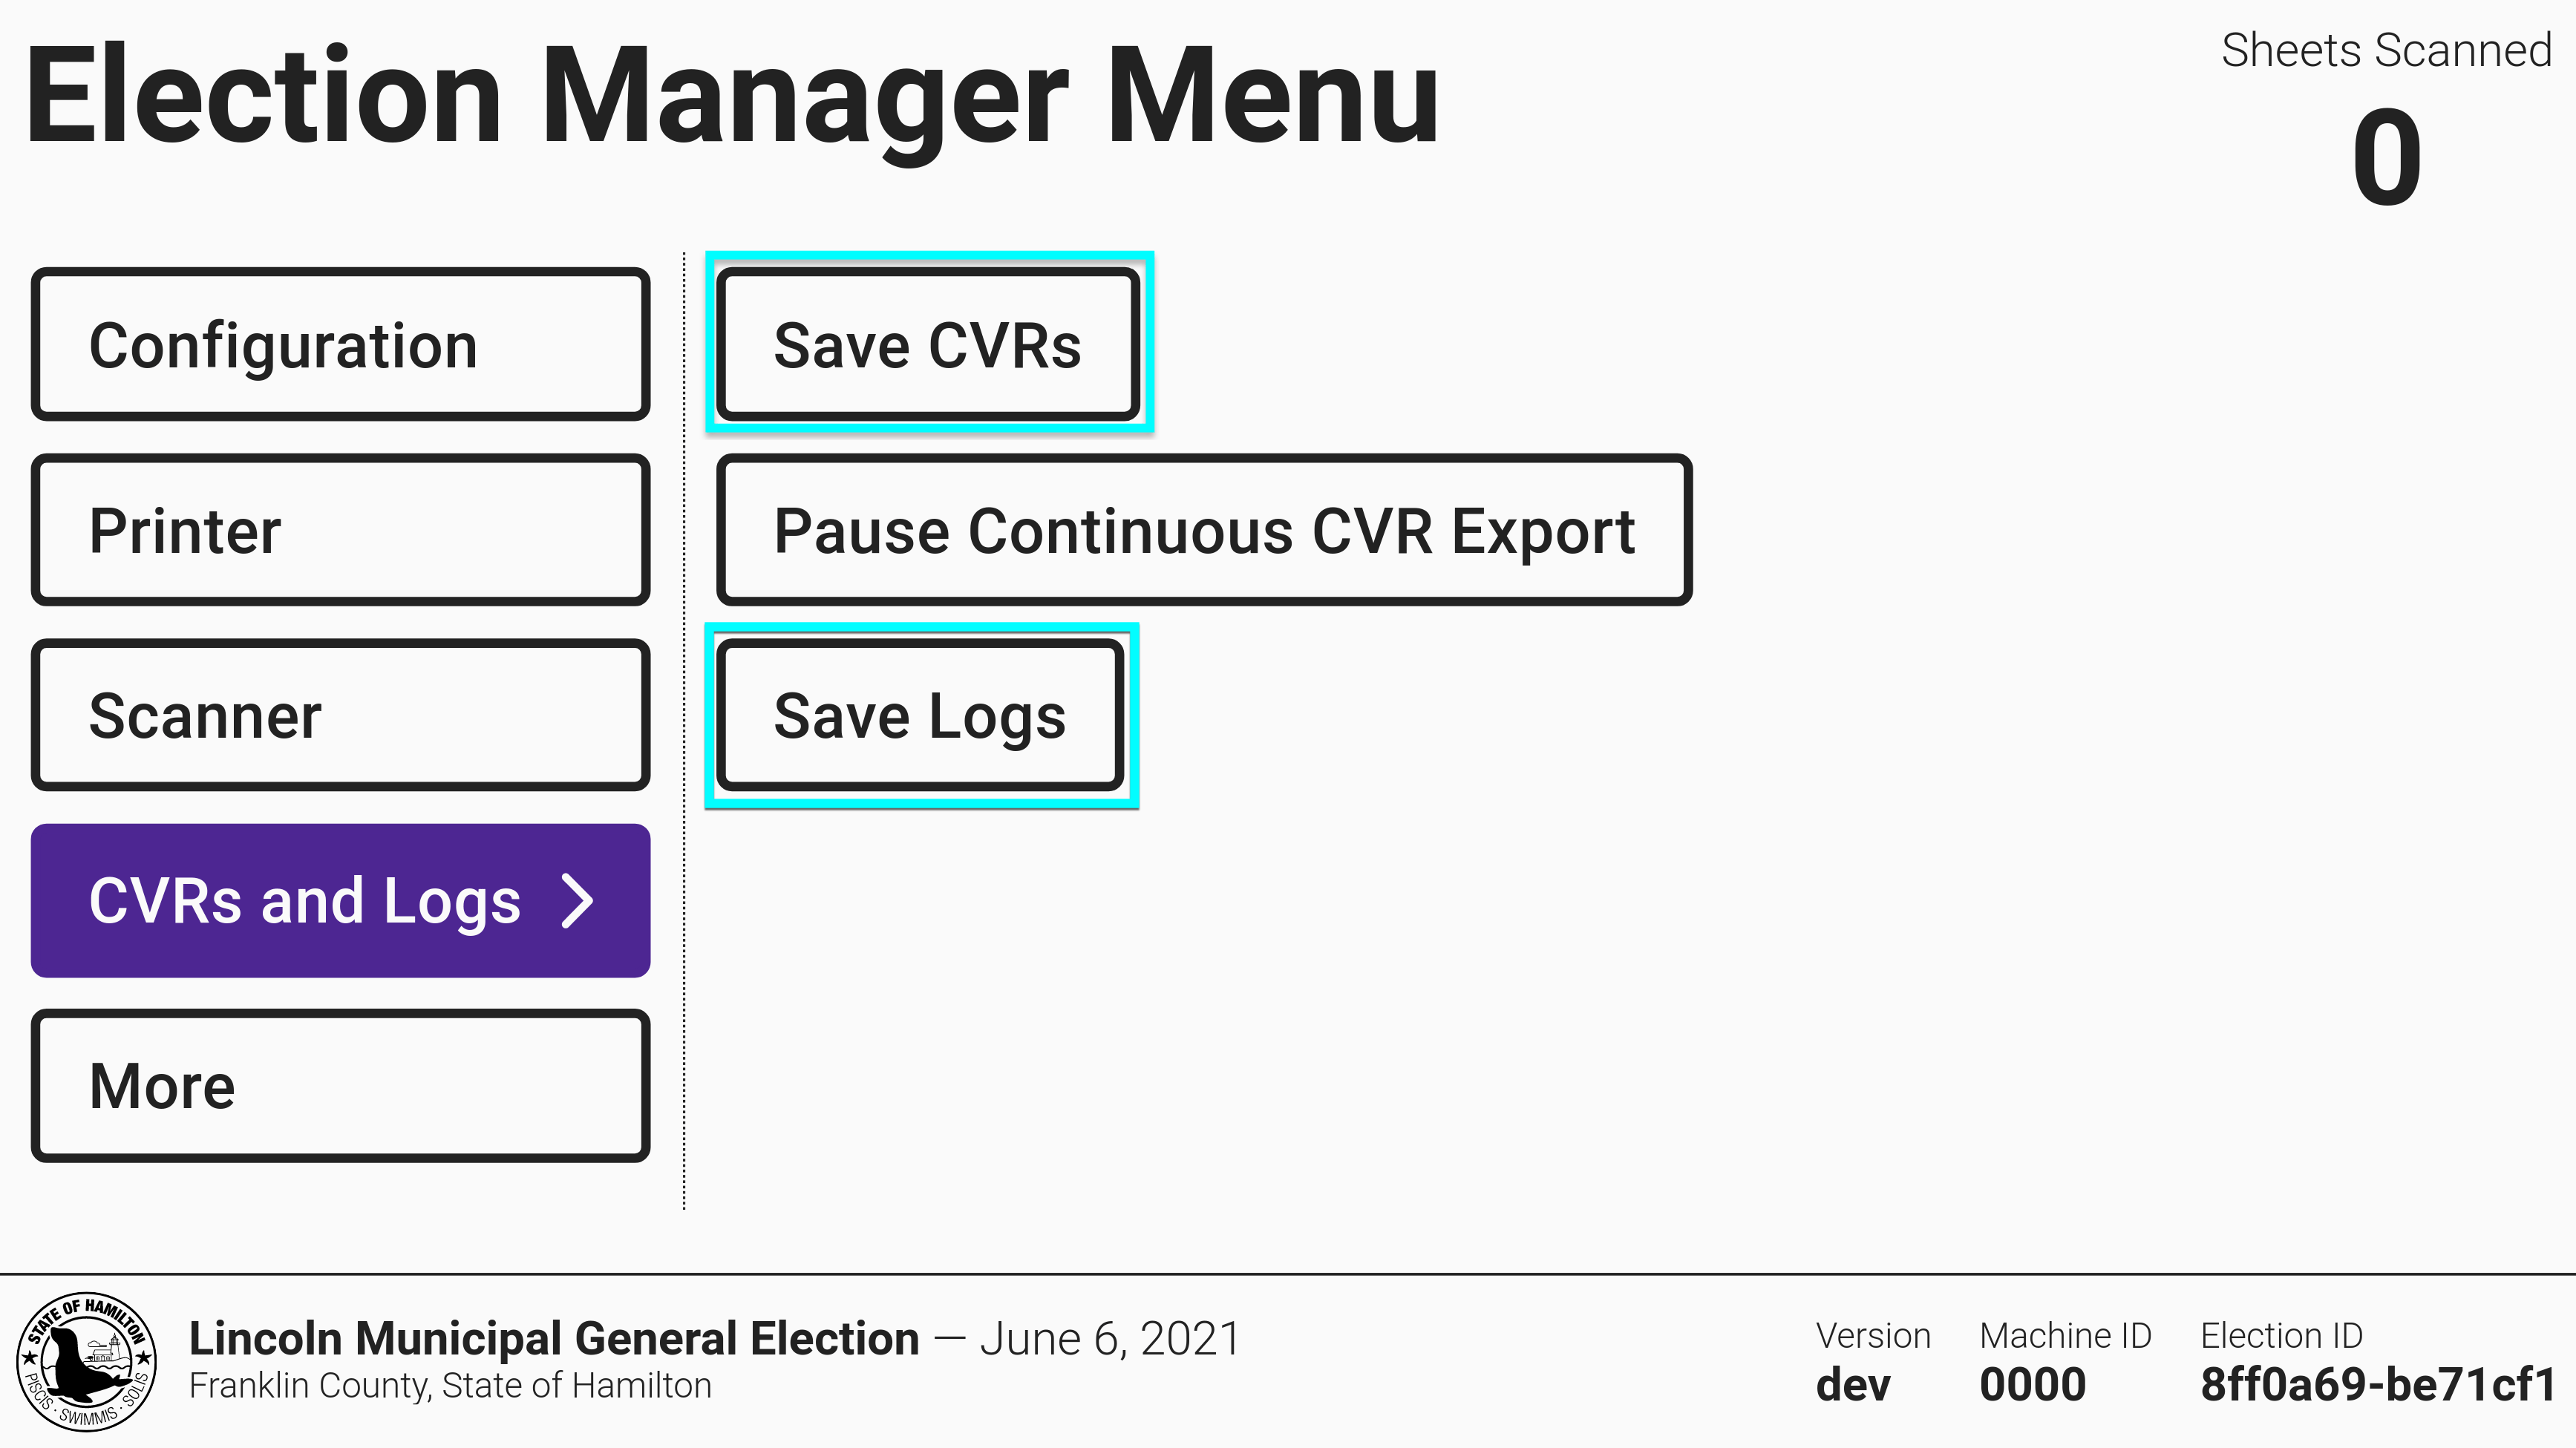 Election Manager Menu
Sheets Scanned
0
Configuration
Printer
Scanner
CVRs and Logs
More
Save CVRs
Pause Continuous CVR Export
Save Logs
STATE OF HAMILTON
PISCIS · SWIMMIS · SOLIS
Lincoln Municipal General Election — June 6, 2021
Franklin County, State of Hamilton
Version
dev
Machine ID
0000
Election ID
8ff0a69-be71cf1